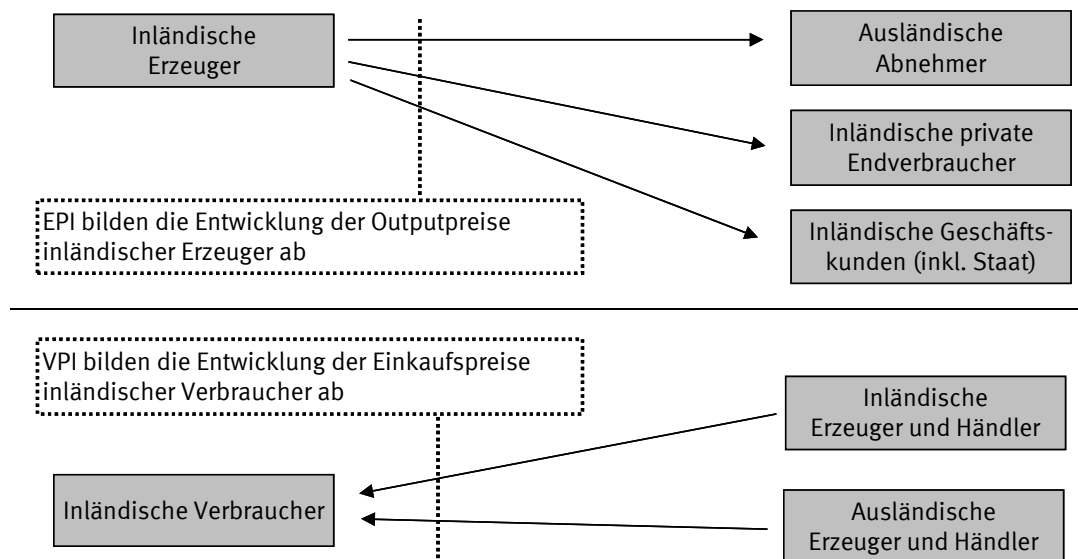 Inländische
Erzeuger
Ausländische
Abnehmer
Inländische private
Endverbraucher
EPI bilden die Entwicklung der Outputpreise
inländischer Erzeuger ab
Inländische Geschäfts-
kunden (inkl. Staat)
VPI bilden die Entwicklung der Einkaufspreise
inländischer Verbraucher ab
Inländische
Erzeuger und Händler
Inländische Verbraucher
Ausländische
Erzeuger und Händler